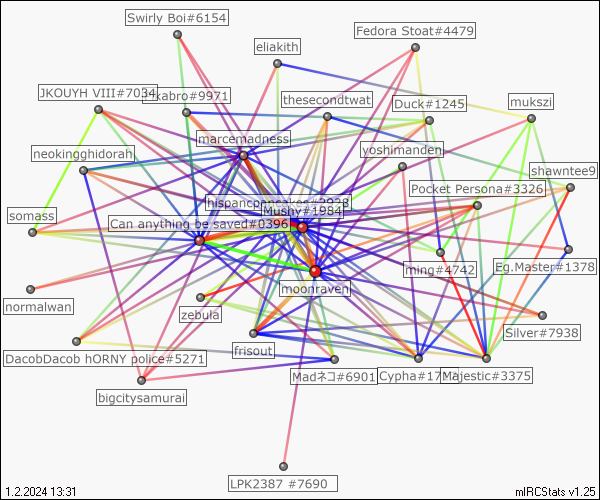 Swirly Boi#6154
Fedora Stoat#4479
eliakith
JKOUYH VIII#7034
kabro#9971
thesecondtwat
Duck#1245
mukszi
marcemadness
yoshimanden
neokingghidorah
shawntee9
Pocket Persona#3326
hispanicpancakes#2928
Mushy#1984
somass
Can anything be saved#0396
ming#4742
Eg.Master#1378
moonraven
normalwan
zebula
Silver#7938
DacobDacob hORNY police#5271
frisout
Madネコ#6901
Cypha#17
Majestic#3375
bigcitysamurai
LPK2387 #7690
1.2.2024 13:31
mIRCStats v1.25